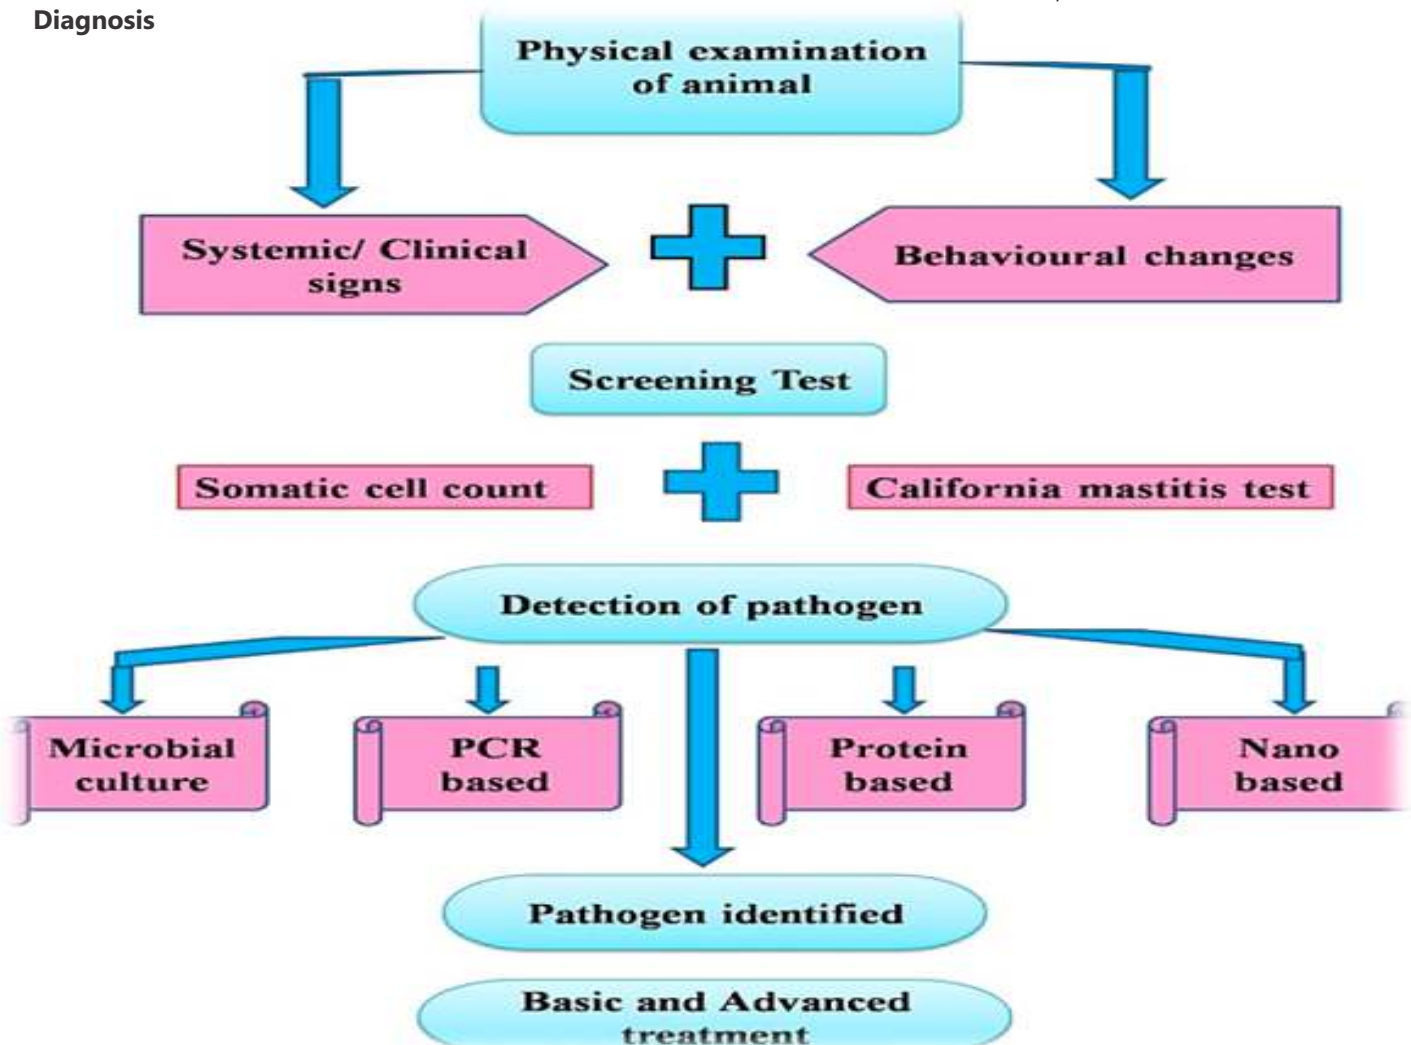 Diagnosis
Physical examination
of animal
Systemic/ Clinical
signs
Behavioural changes
Screening Test
Somatic cell count
California mastitis test
Detection of pathogen
Microbial
culture
PCR
based
Protein
based
Nano
based
Pathogen identified
Basic and Advanced
treatment